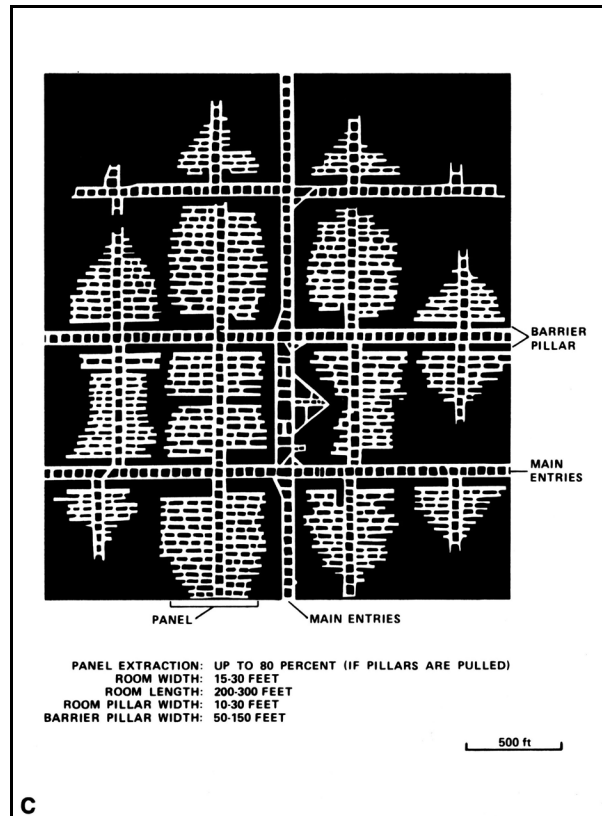 BARRIER
PILLAR
MAIN
ENTRIES
PANEL
MAIN ENTRIES
PANEL EXTRACTION: UP TO 80 PERCENT (IF PILLARS ARE PULLED)
ROOM WIDTH: 15-30 FEET
ROOM LENGTH: 200-300 FEET
ROOM PILLAR WIDTH: 10-30 FEET
BARRIER PILLAR WIDTH: 50-150 FEET
500 ft
C